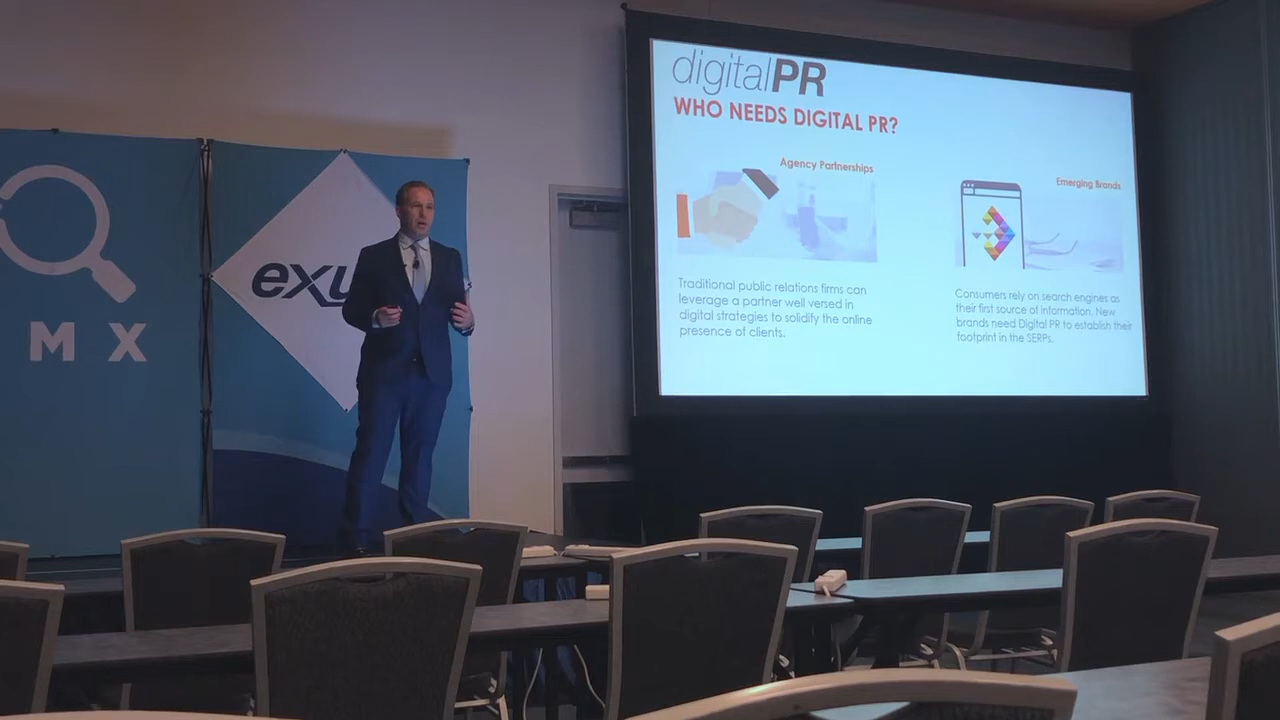 MX
exu
digitalPR
WHO NEEDS DIGITAL PR?
Agency Partnerships
Emerging Brands
Traditional public relations firms can
leverage a partner well versed in
digital strategies to solidify the online
presence of clients.
Consumers rely on search engines as
their first source of information. New
brands need Digital PR to establish their
footprint in the SERPs.